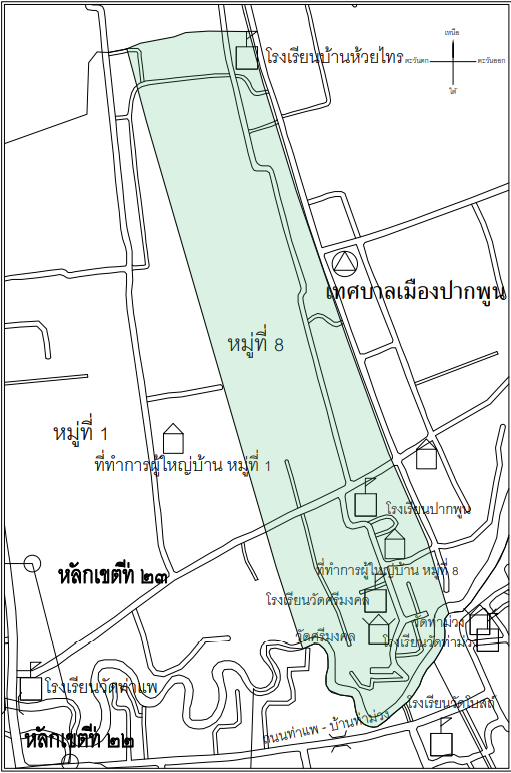 เหนือ
โรงเรียนบ้านห้วยไทร
ตะวันตก
ตะวันออก
ใต้
เทศบาลเมืองปากพูน
หมู่ที่ 8
หมู่ที่ 1
ที่ทำการผู้ใหญ่บ้าน หมู่ที่ 1
โรงเรียนปากพูน
หลักเขตที่ ๒๓
ที่ทำการผู้ใหญ่บ้าน หมู่ที่ 8
โรงเรียนวัดศรีมงคล
วัดท่าม่วง
วัดศรีมงคล
โรงเรียนวัดท่าม่วง
โรงเรียนวัดท่าแพ
โรงเรียนวัดโบสถ์
ถนนท่าแพ - บ้านท่าม่วง
หลักเขตที่ ๒๒